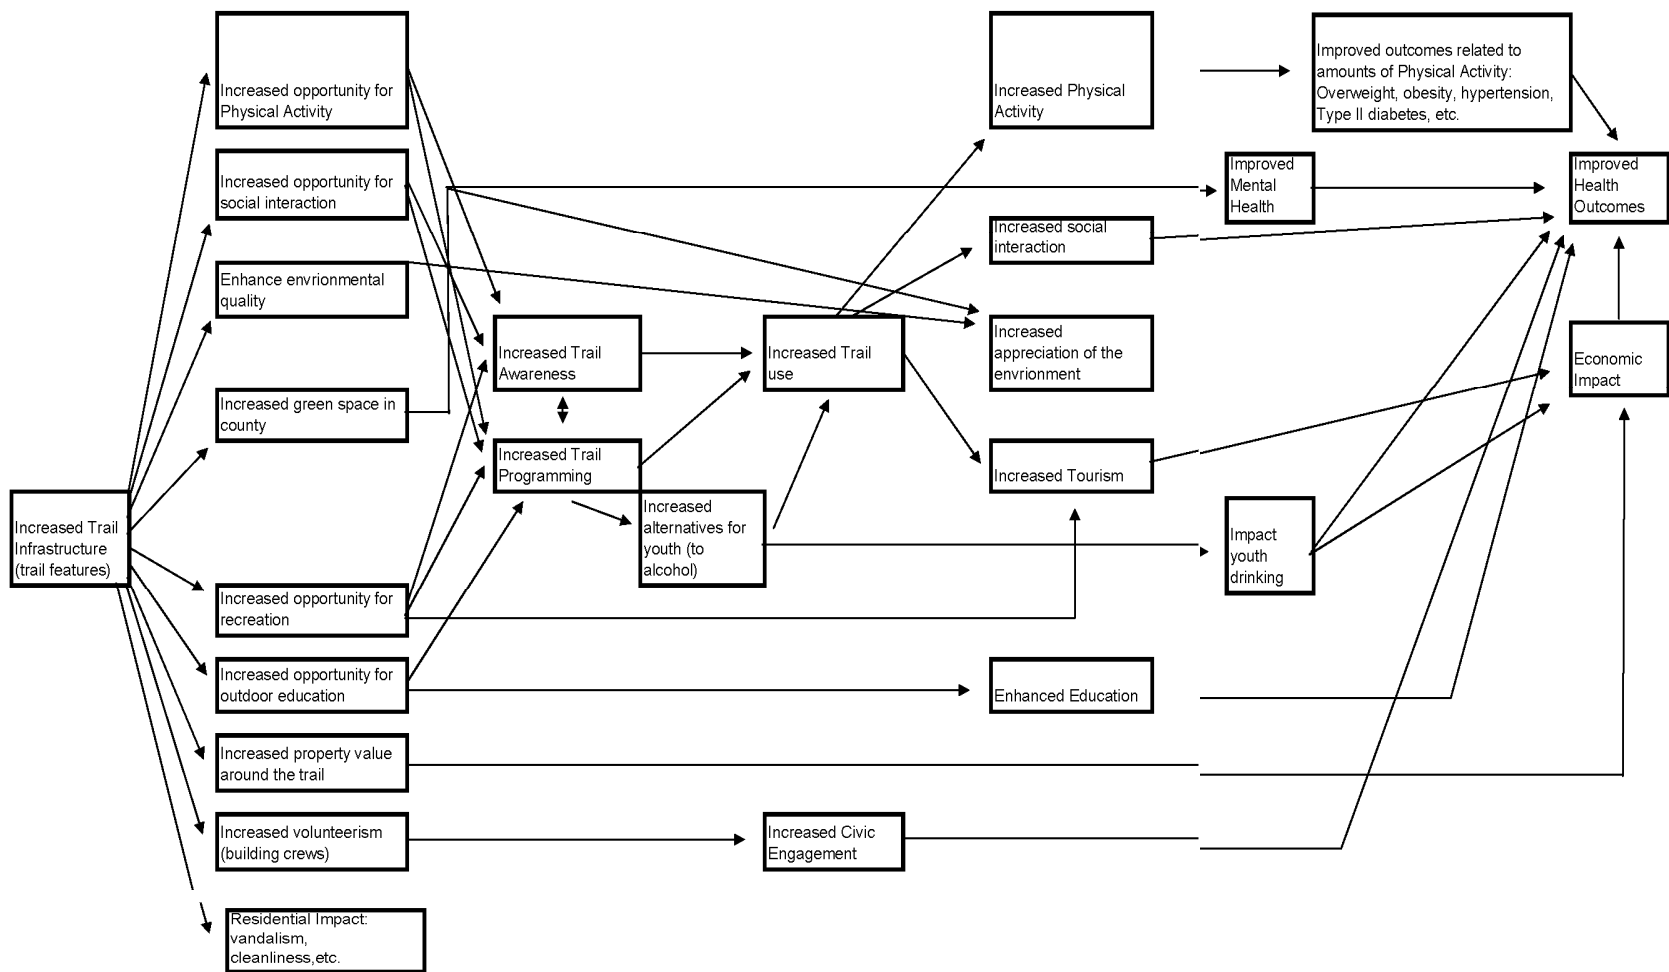 Increased opportunity for
Physical Activity
Increased Physical
Activity
Improved outcomes related to
amounts of Physical Activity:
Overweight, obesity, hypertension,
Type II diabetes, etc.
Increased opportunity for
social interaction
Improved
Mental
Health
Improved
Health
Outcomes
Increased social
interaction
Enhance envrionmental
quality
Increased Trail
Awareness
Increased Trail
use
Increased
appreciation of the
envrionment
Economic
Impact
Increased green space in
county
Increased Trail
Programming
Increased Tourism
Increased Trail
Infrastructure
(trail features)
Increased
alternatives for
youth (to
alcohol)
Impact
youth
drinking
Increased opportunity for
recreation
Increased opportunity for
outdoor education
Enhanced Education
Increased property value
around the trail
Increased volunteerism
(building crews)
Increased Civic
Engagement
Residential Impact:
vandalism,
cleanliness,etc.